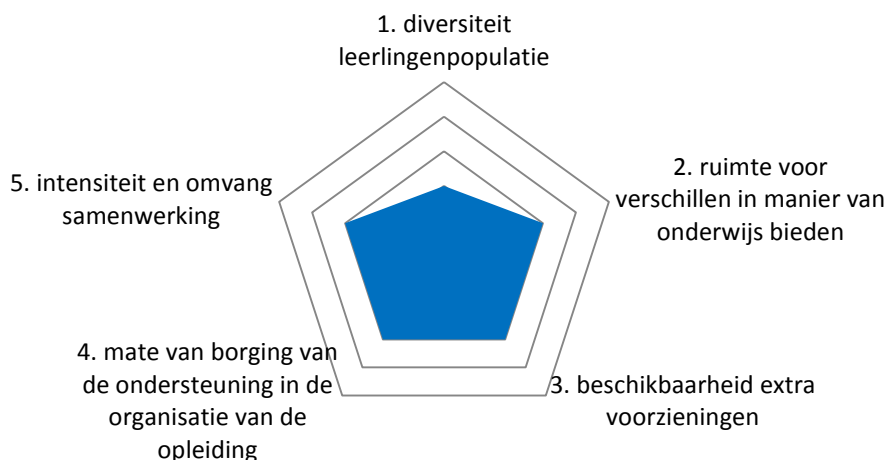 1. diversiteit
leerlingenpopulatie
2. ruimte voor
verschillen in manier van
onderwijs bieden
3. beschikbaarheid extra
voorzieningen
4. mate van borging van
de ondersteuning in de
organisatie van de
opleiding
5. intensiteit en omvang
samenwerking